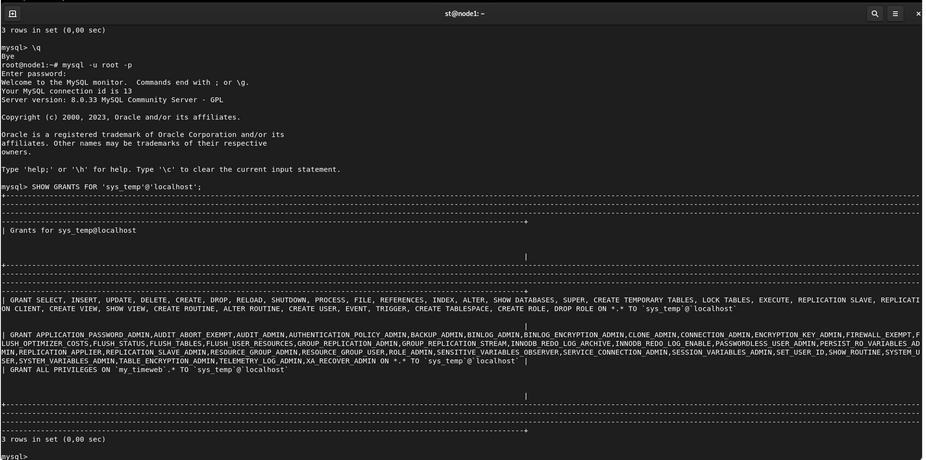 st@node1: ~
3 rows in set (0,00 sec)
mysql> \q
Bye
root@node1:~# mysql -u root -p
Enter password:
Welcome to the MySQL monitor.  Commands end with ; or \g.
Your MySQL connection id is 13
Server version: 8.0.33 MySQL Community Server - GPL
Copyright (c) 2000, 2023, Oracle and/or its affiliates.
Oracle is a registered trademark of Oracle Corporation and/or its
affiliates. Other names may be trademarks of their respective
owners.
Type 'help;' or '\h' for help. Type '\c' to clear the current input statement.
mysql> SHOW GRANTS FOR 'sys_temp'@'localhost';
| Grants for sys_temp@localhost
|
| GRANT SELECT, INSERT, UPDATE, DELETE, CREATE, DROP, RELOAD, SHUTDOWN, PROCESS, FILE, REFERENCES, INDEX, ALTER, SHOW DATABASES, SUPER, CREATE TEMPORARY TABLES, LOCK TABLES, EXECUTE, REPLICATION SLAVE, REPLICATI
ON CLIENT, CREATE VIEW, SHOW VIEW, CREATE ROUTINE, ALTER ROUTINE, CREATE USER, EVENT, TRIGGER, CREATE TABLESPACE, CREATE ROLE, DROP ROLE ON *.* TO `sys_temp`@`localhost`
|
| GRANT APPLICATION_PASSWORD_ADMIN,AUDIT_ABORT_EXEMPT,AUDIT_ADMIN,AUTHENTICATION_POLICY_ADMIN,BACKUP_ADMIN,BINLOG_ADMIN,BINLOG_ENCRYPTION_ADMIN,CLONE_ADMIN,CONNECTION_ADMIN,ENCRYPTION_KEY_ADMIN,FIREWALL_EXEMPT,F
LUSH_OPTIMIZER_COSTS,FLUSH_STATUS,FLUSH_TABLES,FLUSH_USER_RESOURCES,GROUP_REPLICATION_ADMIN,GROUP_REPLICATION_STREAM,INNODB_REDO_LOG_ARCHIVE,INNODB_REDO_LOG_ENABLE,PASSWORDLESS_USER_ADMIN,PERSIST_RO_VARIABLES_AD
MIN,REPLICATION_APPLIER,REPLICATION_SLAVE_ADMIN,RESOURCE_GROUP_ADMIN,RESOURCE_GROUP_USER,ROLE_ADMIN,SENSITIVE_VARIABLES_OBSERVER,SERVICE_CONNECTION_ADMIN,SESSION_VARIABLES_ADMIN,SET_USER_ID,SHOW_ROUTINE,SYSTEM_U
SER,SYSTEM_VARIABLES_ADMIN,TABLE_ENCRYPTION_ADMIN,TELEMETRY_LOG_ADMIN,XA_RECOVER_ADMIN ON *.* TO `sys_temp`@`localhost` |
| GRANT ALL PRIVILEGES ON `my_timeweb`.* TO `sys_temp`@`localhost`
|
3 rows in set (0,00 sec)
mysql>